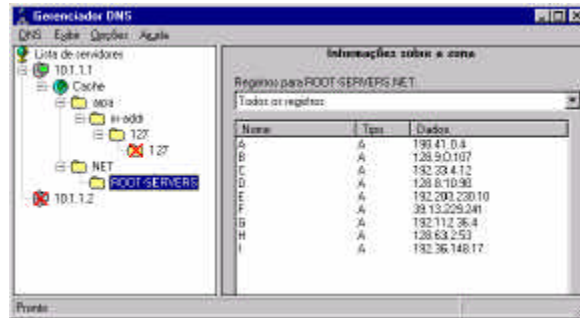 Gerenciador DNS
DNS Exibir Opções Ajuda
Lista de servidores
10.1.1.1
Cache
arpa
in-addr
127
127
NET
ROOT-SERVERS
10.1.1.2
Informações sobre a zona
Registros para ROOT-SERVERS.NET
Todos os registros
Nome Tipo Dados
A A 198.41.0.4
B A 128.9.0.107
C A 192.33.4.12
D A 128.8.10.90
E A 192.203.230.10
F A 39.13.229.241
G A 192.112.36.4
H A 128.63.2.53
I A 192.36.148.17
Pronto